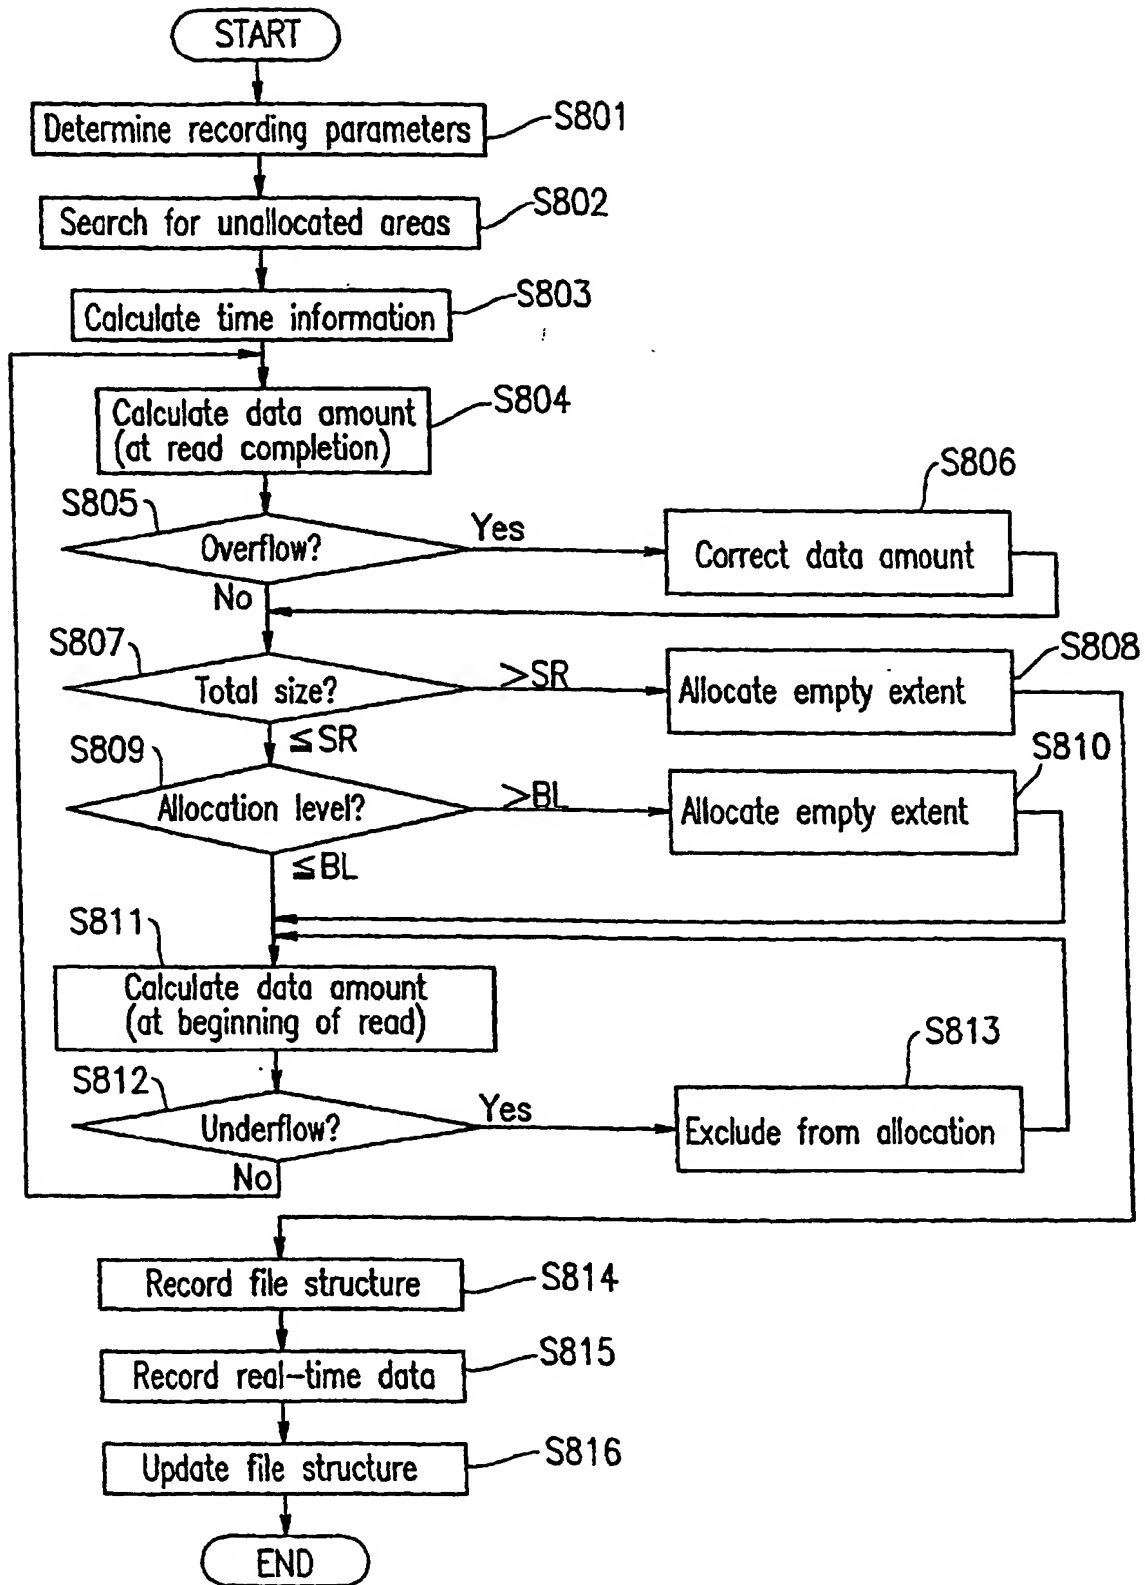 START
Determine recording parameters
S801
Search for unallocated areas
S802
Calculate time information
S803
Calculate data amount
(at read completion)
S804
S805
Overflow?
Yes
No
Correct data amount
S806
S807
Total size?
>SR
≦SR
Allocate empty extent
S808
S809
Allocation level?
>BL
≦BL
Allocate empty extent
S810
S811
Calculate data amount
(at beginning of read)
S812
Underflow?
Yes
No
Exclude from allocation
S813
Record file structure
S814
Record real-time data
S815
Update file structure
S816
END